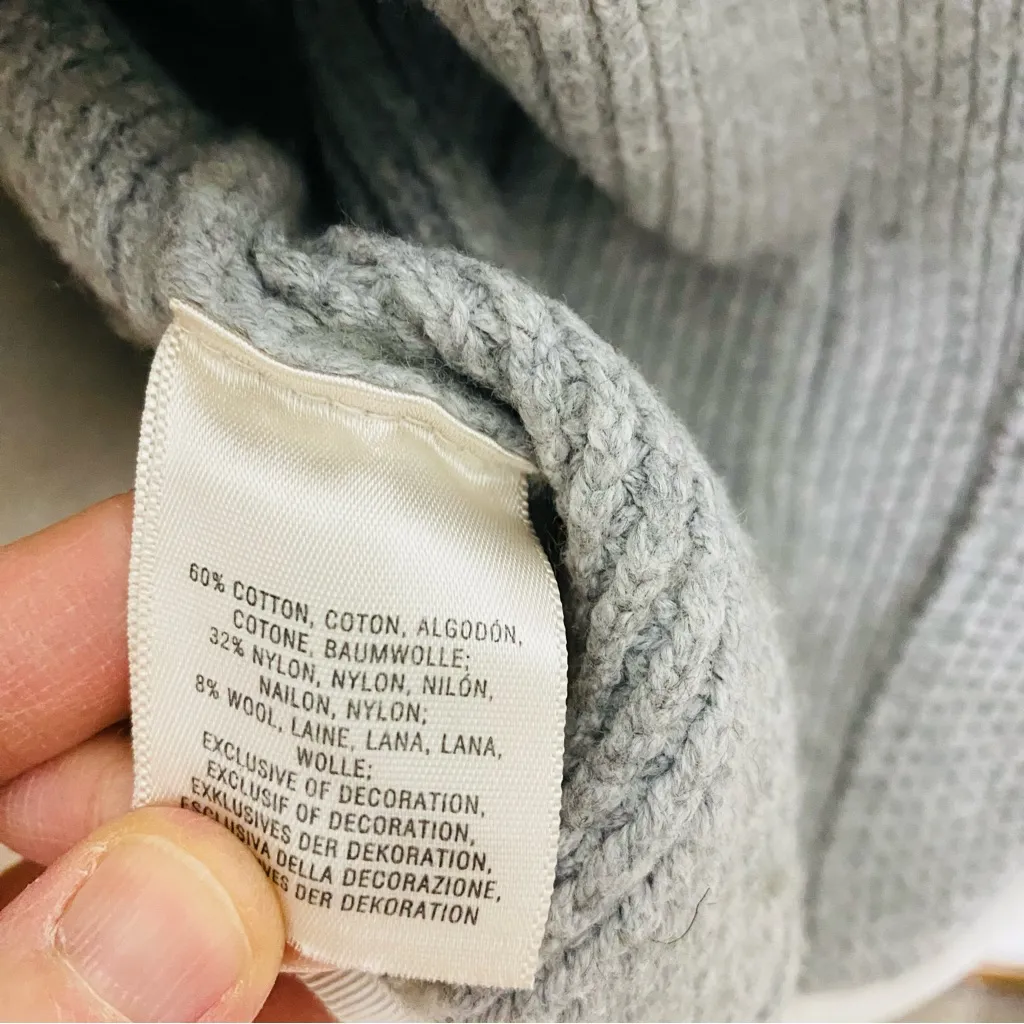 60% COTTON, COTON, ALGODÓN,
COTONE, BAUMWOLLE;
32% NYLON, NYLON, NILÓN,
NAILON, NYLON;
8% WOOL, LAINE, LANA, LANA,
WOLLE;
EXCLUSIVE OF DECORATION,
EXCLUSIF OF DECORATION,
EXKLUSIVES DER DEKORATION,
ESCLUSIVA DELLA DECORAZIONE,
DER DEKORATION